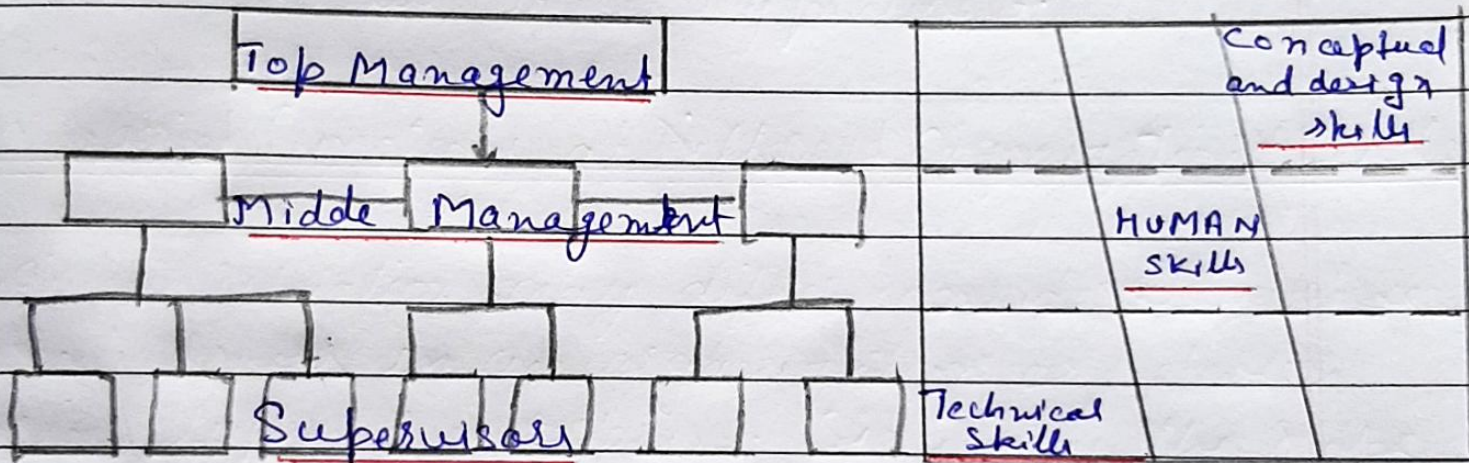 Top Management
Conceptual
and design
skills
Midde Management
HUMAN
skills
Supervisors
Technical
Skills